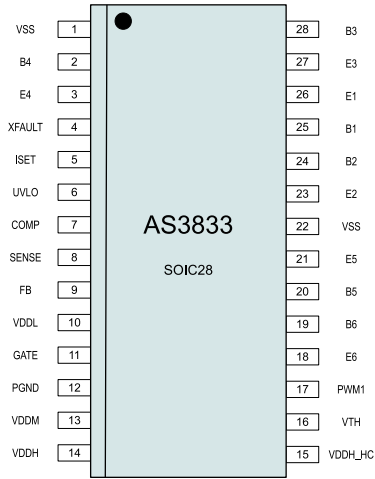 VSS 1 28 B3
B4 2 27 E3
E4 3 26 E1
XFAULT 4 25 B1
ISET 5 24 B2
UVLO 6 23 E2
COMP 7 AS3833 22 VSS
SENSE 8 SOIC28 21 E5
FB 9 20 B5
VDDL 10 19 B6
GATE 11 18 E6
PGND 12 17 PWM1
VDDM 13 16 VTH
VDDH 14 15 VDDH_HC